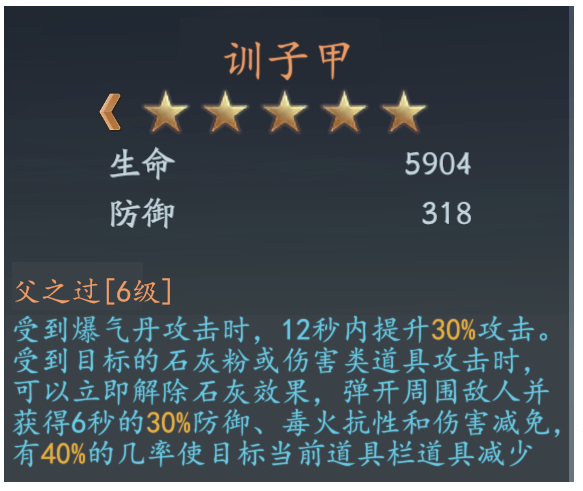 训子甲
生命 5904
防御 318
父之过[6级]
受到爆气丹攻击时，12秒内提升30%攻击。
受到目标的石灰粉或伤害类道具攻击时，
可以立即解除石灰效果，弹开周围敌人并
获得6秒的30%防御、毒火抗性和伤害减免，
有40%的几率使目标当前道具栏道具减少